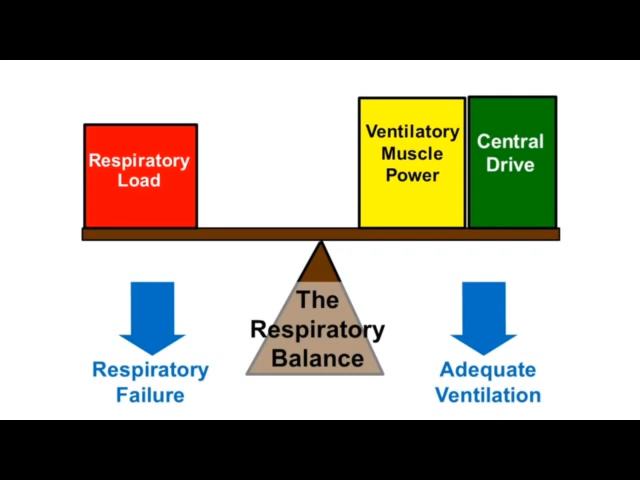 Respiratory
Load
Ventilatory
Muscle
Power
Central
Drive
The
Respiratory
Balance
Respiratory
Failure
Adequate
Ventilation